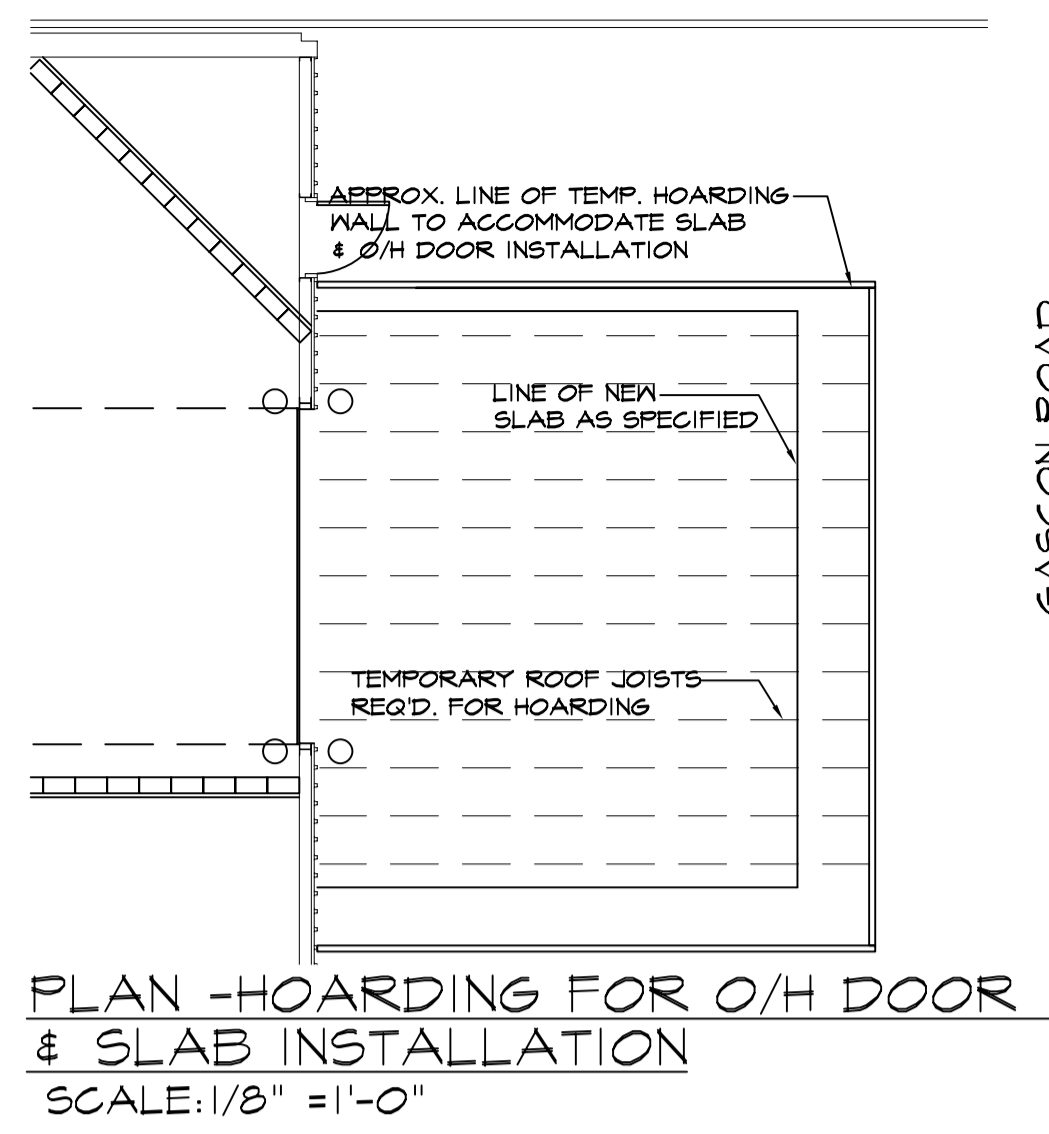 APPROX. LINE OF TEMP. HOARDING
WALL TO ACCOMMODATE SLAB
& O/H DOOR INSTALLATION
LINE OF NEW
SLAB AS SPECIFIED
TEMPORARY ROOF JOISTS
REQ'D. FOR HOARDING
PLAN -HOARDING FOR O/H DOOR
& SLAB INSTALLATION
SCALE:1/8" =1'-0"